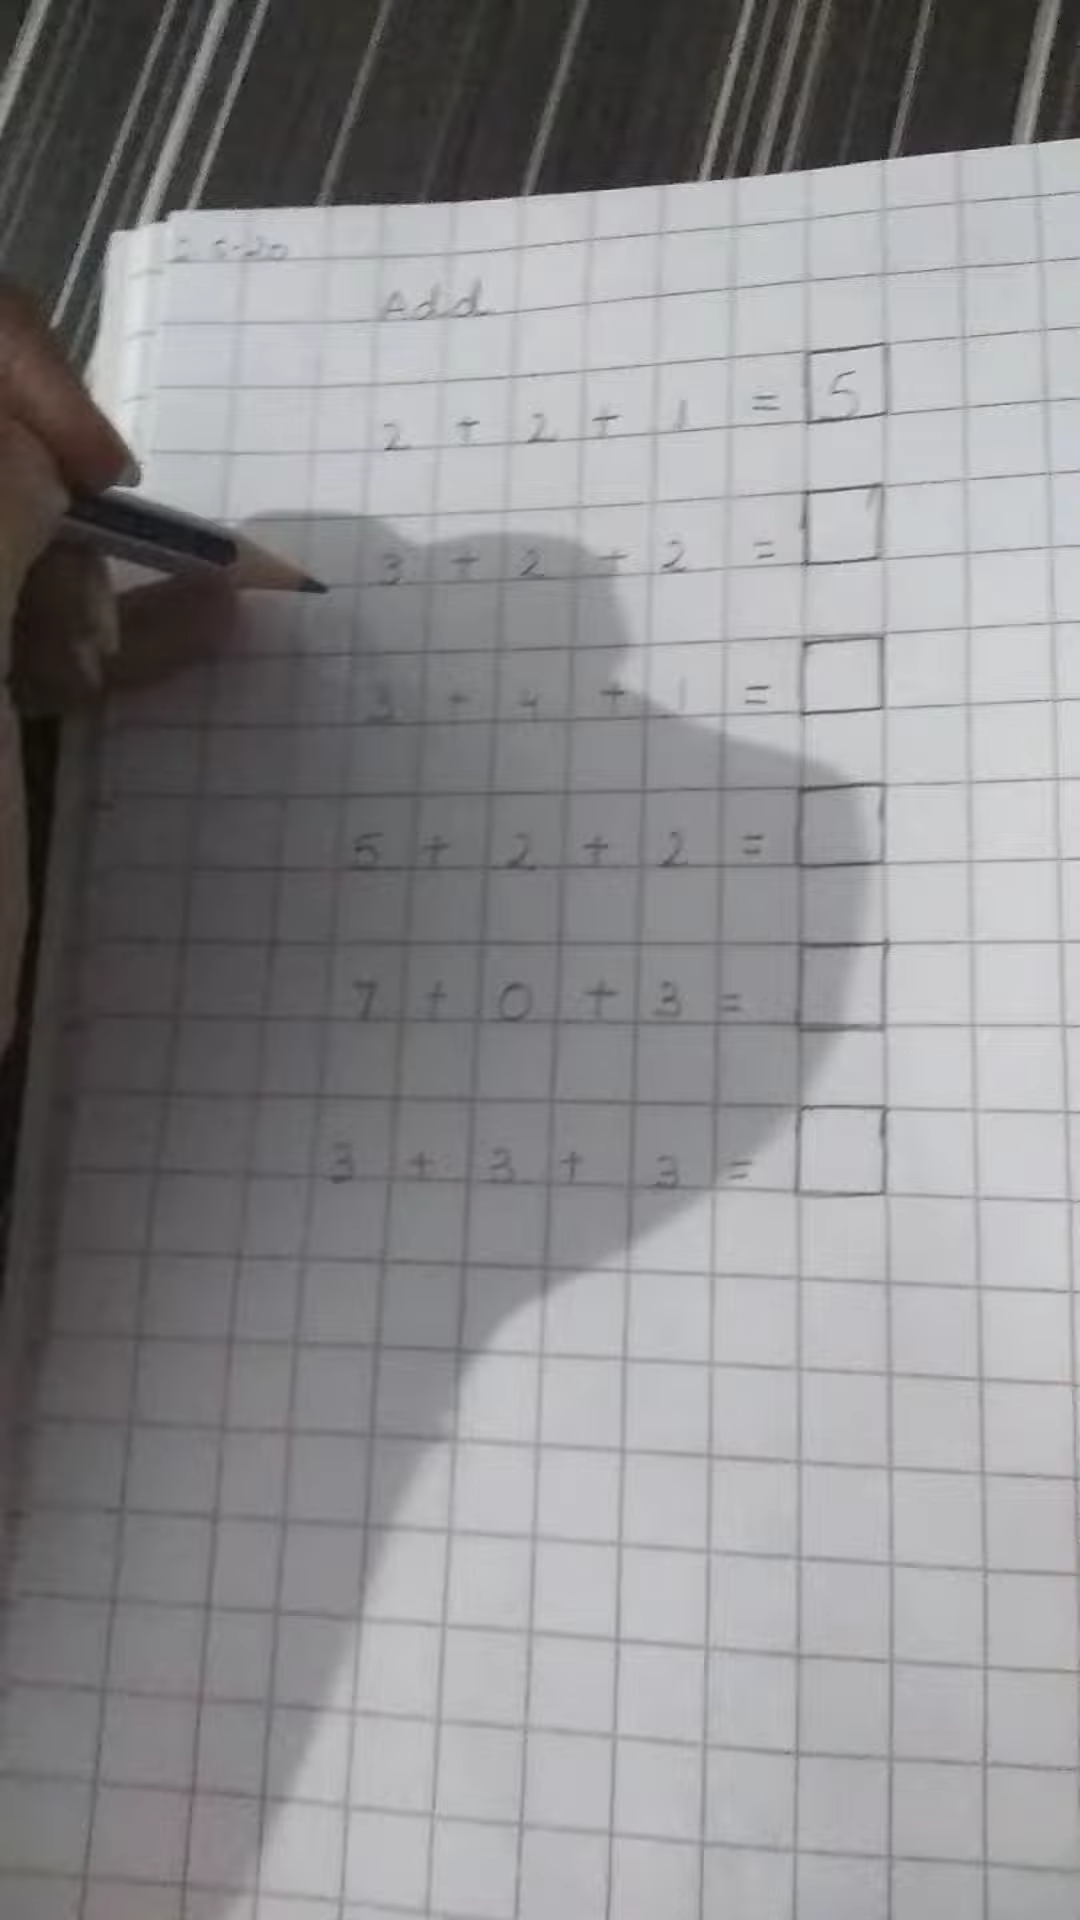 Add
2 + 2 + 1 = 5
3 + 2 + 2 =
3 + 4 + 1 =
5 + 2 + 2 =
7 + 0 + 3 =
3 + 3 + 3 =